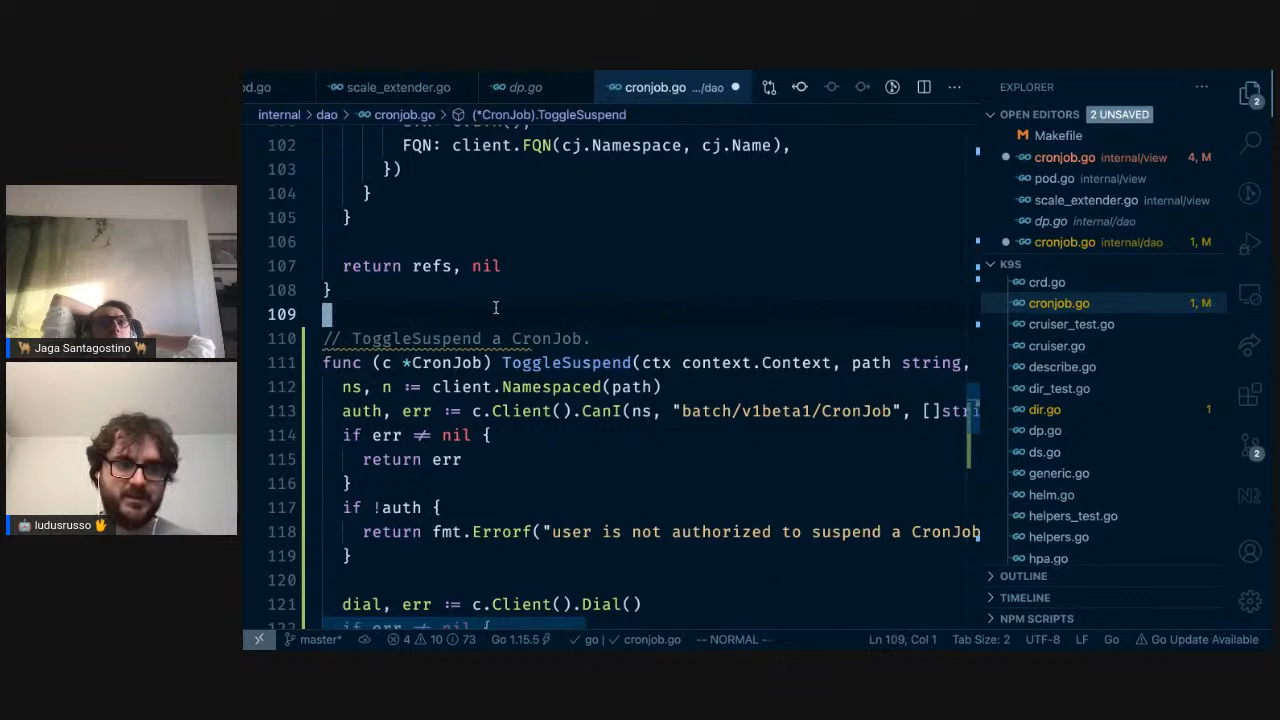 od.go
scale_extender.go
dp.go
cronjob.go .../dao
internal > dao > cronjob.go > (*CronJob).ToggleSuspend
102 FQN: client.FQN(cj.Namespace, cj.Name),
103 })
104 }
105 }
106
107 return refs, nil
108 }
109
110 // ToggleSuspend a CronJob.
111 func (c *CronJob) ToggleSuspend(ctx context.Context, path string,
112 ns, n := client.Namespaced(path)
113 auth, err := c.Client().CanI(ns, "batch/v1beta1/CronJob", []stri
114 if err ≠ nil {
115 return err
116 }
117 if !auth {
118 return fmt.Errorf("user is not authorized to suspend a CronJob
119 }
120
121 dial, err := c.Client().Dial()
122 if err ≠ nil {
EXPLORER
OPEN EDITORS 2 UNSAVED
Makefile
cronjob.go internal/view 4, M
pod.go internal/view
scale_extender.go internal/view
dp.go internal/dao
cronjob.go internal/dao 1, M
K9S
crd.go
cronjob.go 1, M
cruiser_test.go
cruiser.go
describe.go
dir_test.go
dir.go 1
dp.go
ds.go
generic.go
helm.go
helpers_test.go
helpers.go
hpa.go
OUTLINE
TIMELINE
NPM SCRIPTS
2
2
Jaga Santagostino
ludusrusso
master* 4 10 73 Go 1.15.5 go cronjob.go -- NORMAL -- Ln 109, Col 1 Tab Size: 2 UTF-8 LF Go Go Update Available